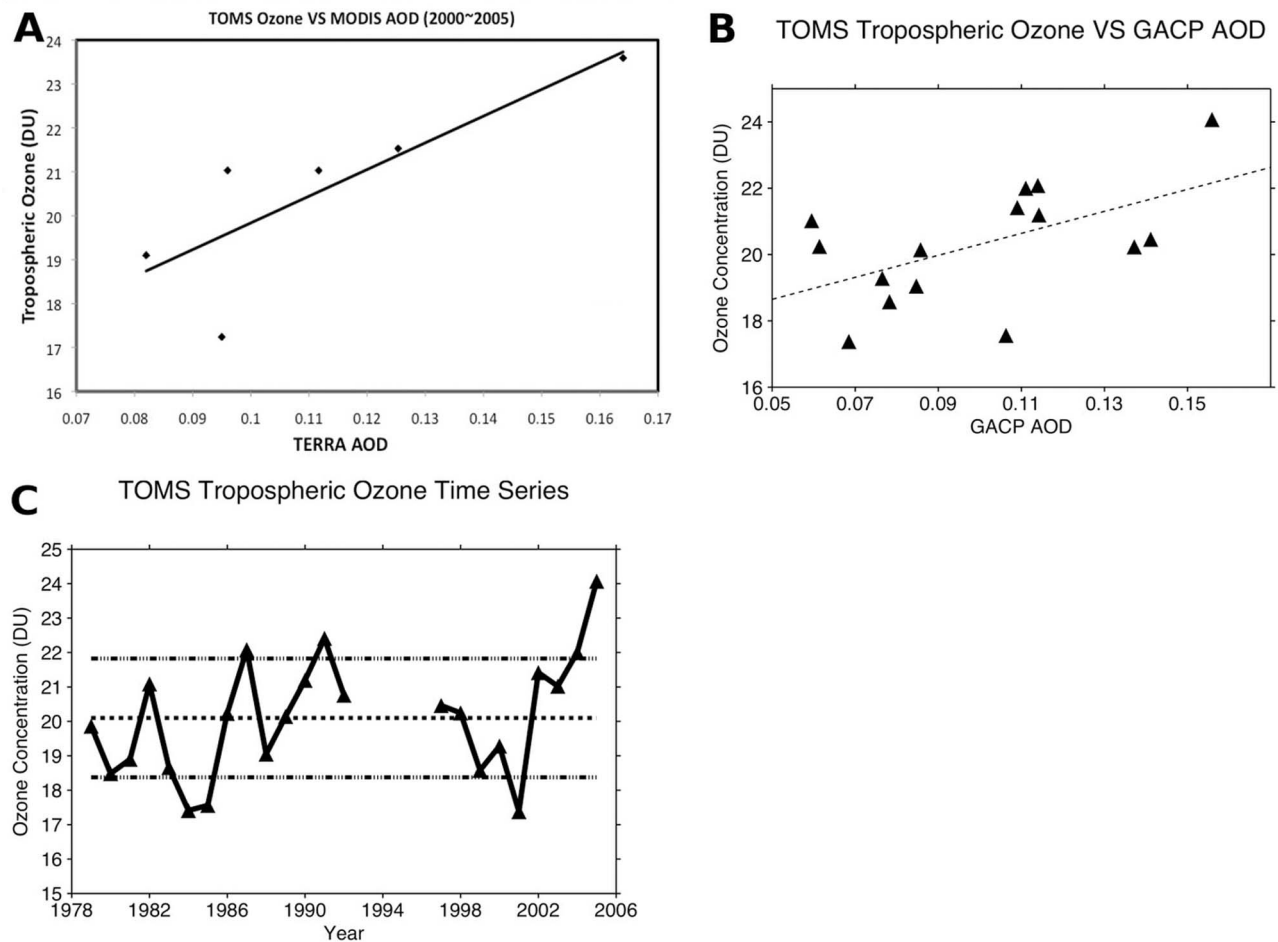 A
TOMS Ozone VS MODIS AOD (2000~2005)
24
23
22
21
20
19
18
17
16
Tropospheric Ozone (DU)
0.07 0.08 0.09 0.1 0.11 0.12 0.13 0.14 0.15 0.16 0.17
TERRA AOD
B
TOMS Tropospheric Ozone VS GACP AOD
24
22
20
18
16
Ozone Concentration (DU)
0.05 0.07 0.09 0.11 0.13 0.15
GACP AOD
C
TOMS Tropospheric Ozone Time Series
25
24
23
22
21
20
19
18
17
16
15
Ozone Concentration (DU)
1978 1982 1986 1990 1994 1998 2002 2006
Year